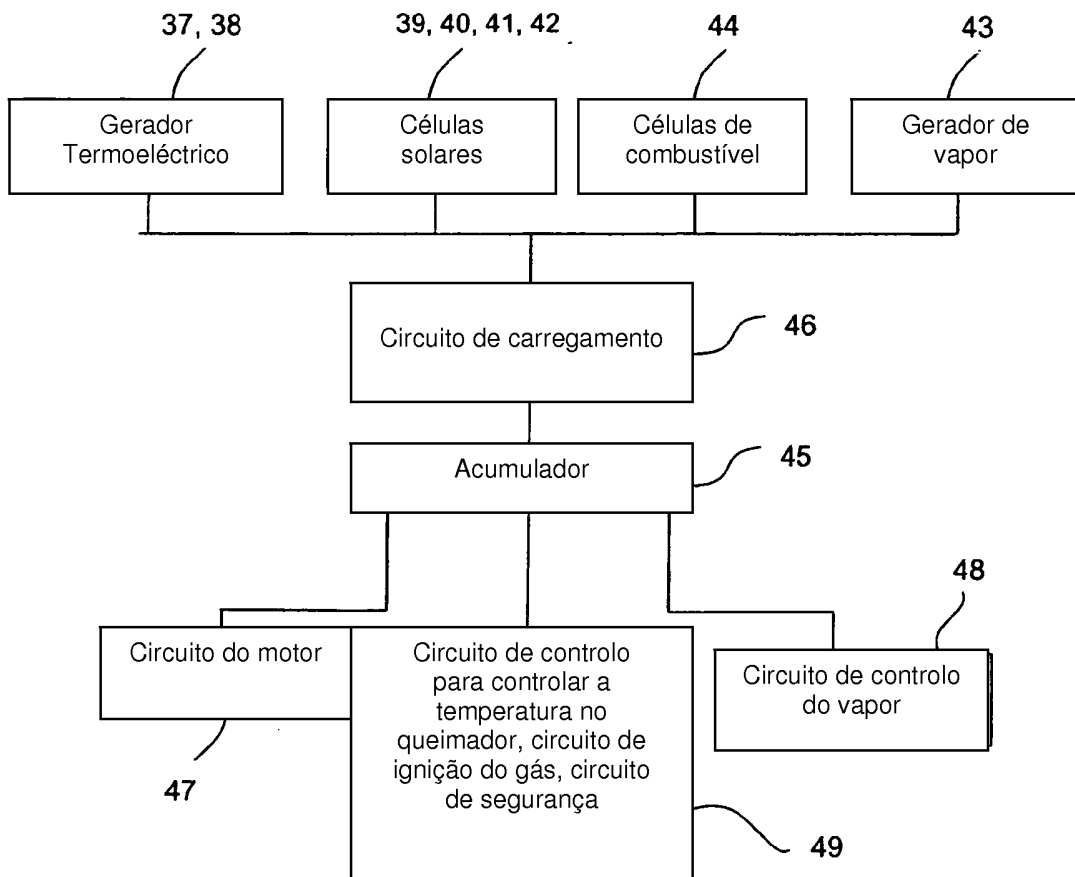 37, 38
39, 40, 41, 42
44
43
Gerador
Termoeléctrico
Células
solares
Células de
combustível
Gerador de
vapor
Circuito de carregamento
46
Acumulador
45
48
Circuito do motor
Circuito de controlo
para controlar a
temperatura no
queimador, circuito de
ignição do gás, circuito
de segurança
Circuito de controlo
do vapor
47
49